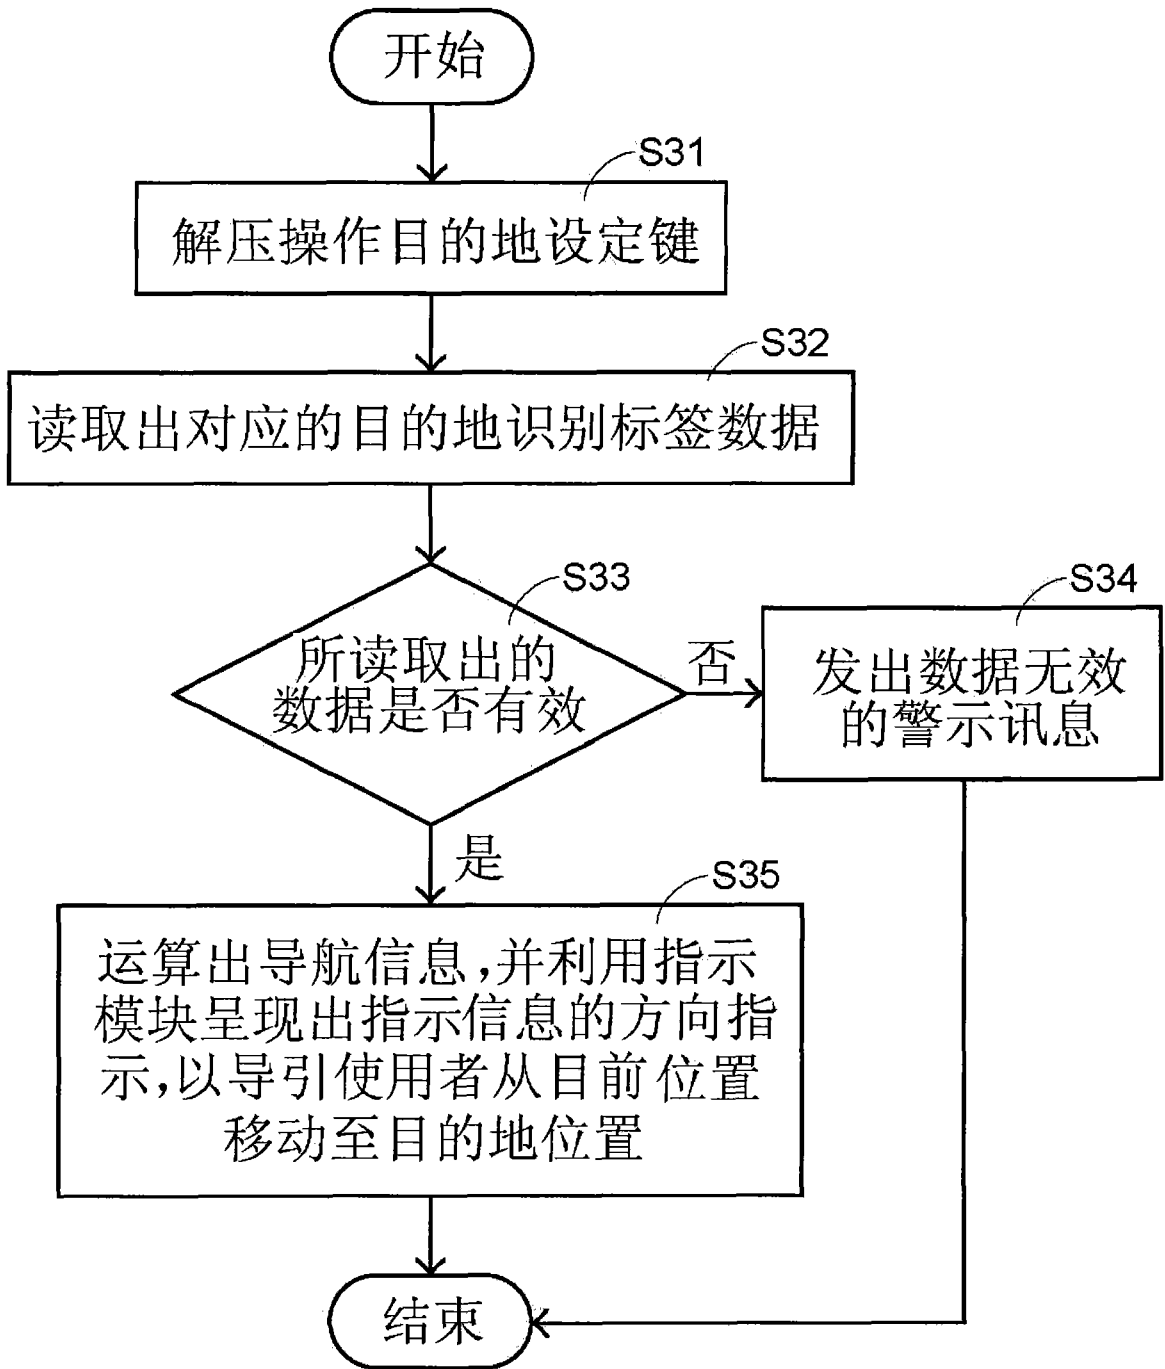 开始
S31
解压操作目的地设定键
S32
读取出对应的目的地识别标签数据
S33
所读取出的
数据是否有效
否
S34
发出数据无效
的警示讯息
是
S35
运算出导航信息，并利用指示
模块呈现出指示信息的方向指
示，以导引使用者从目前位置
移动至目的地位置
结束